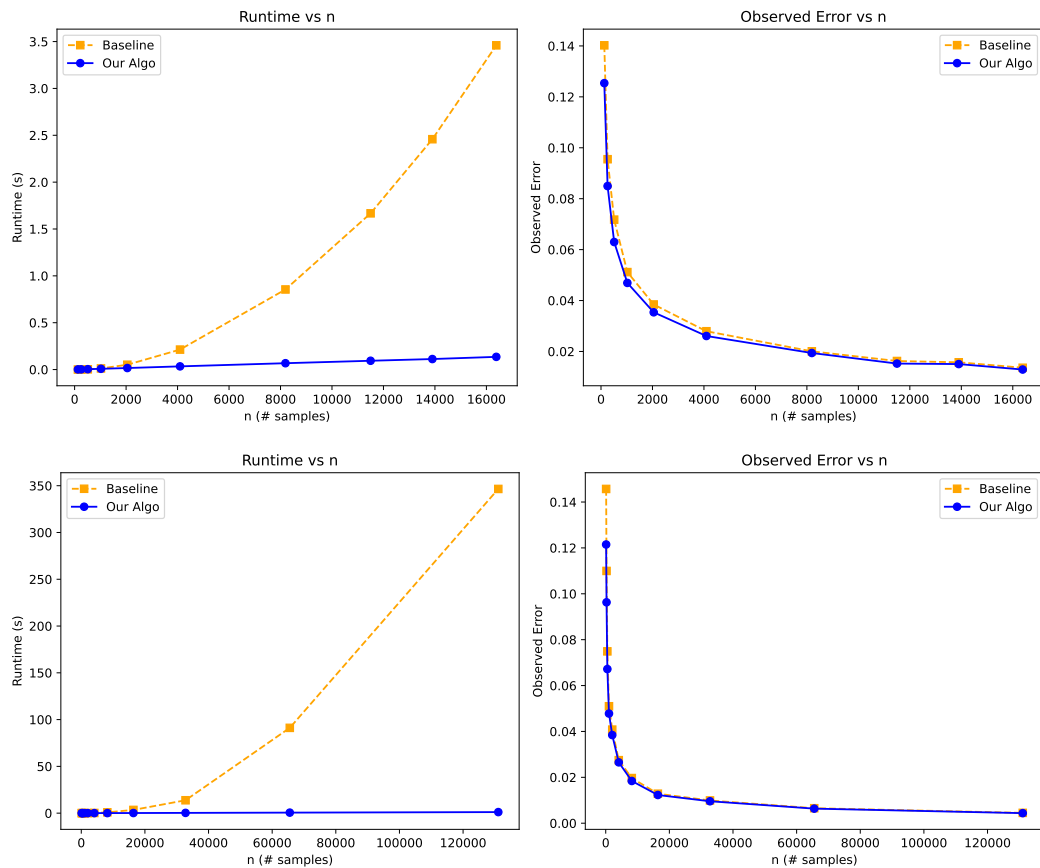 Runtime vs n
Baseline
Our Algo
Runtime (s)
3.5
3.0
2.5
2.0
1.5
1.0
0.5
0.0
0 2000 4000 6000 8000 10000 12000 14000 16000
n (# samples)
Observed Error vs n
Baseline
Our Algo
Observed Error
0.14
0.12
0.10
0.08
0.06
0.04
0.02
0 2000 4000 6000 8000 10000 12000 14000 16000
n (# samples)
Runtime vs n
Baseline
Our Algo
Runtime (s)
350
300
250
200
150
100
50
0
0 20000 40000 60000 80000 100000 120000
n (# samples)
Observed Error vs n
Baseline
Our Algo
Observed Error
0.14
0.12
0.10
0.08
0.06
0.04
0.02
0.00
0 20000 40000 60000 80000 100000 120000
n (# samples)